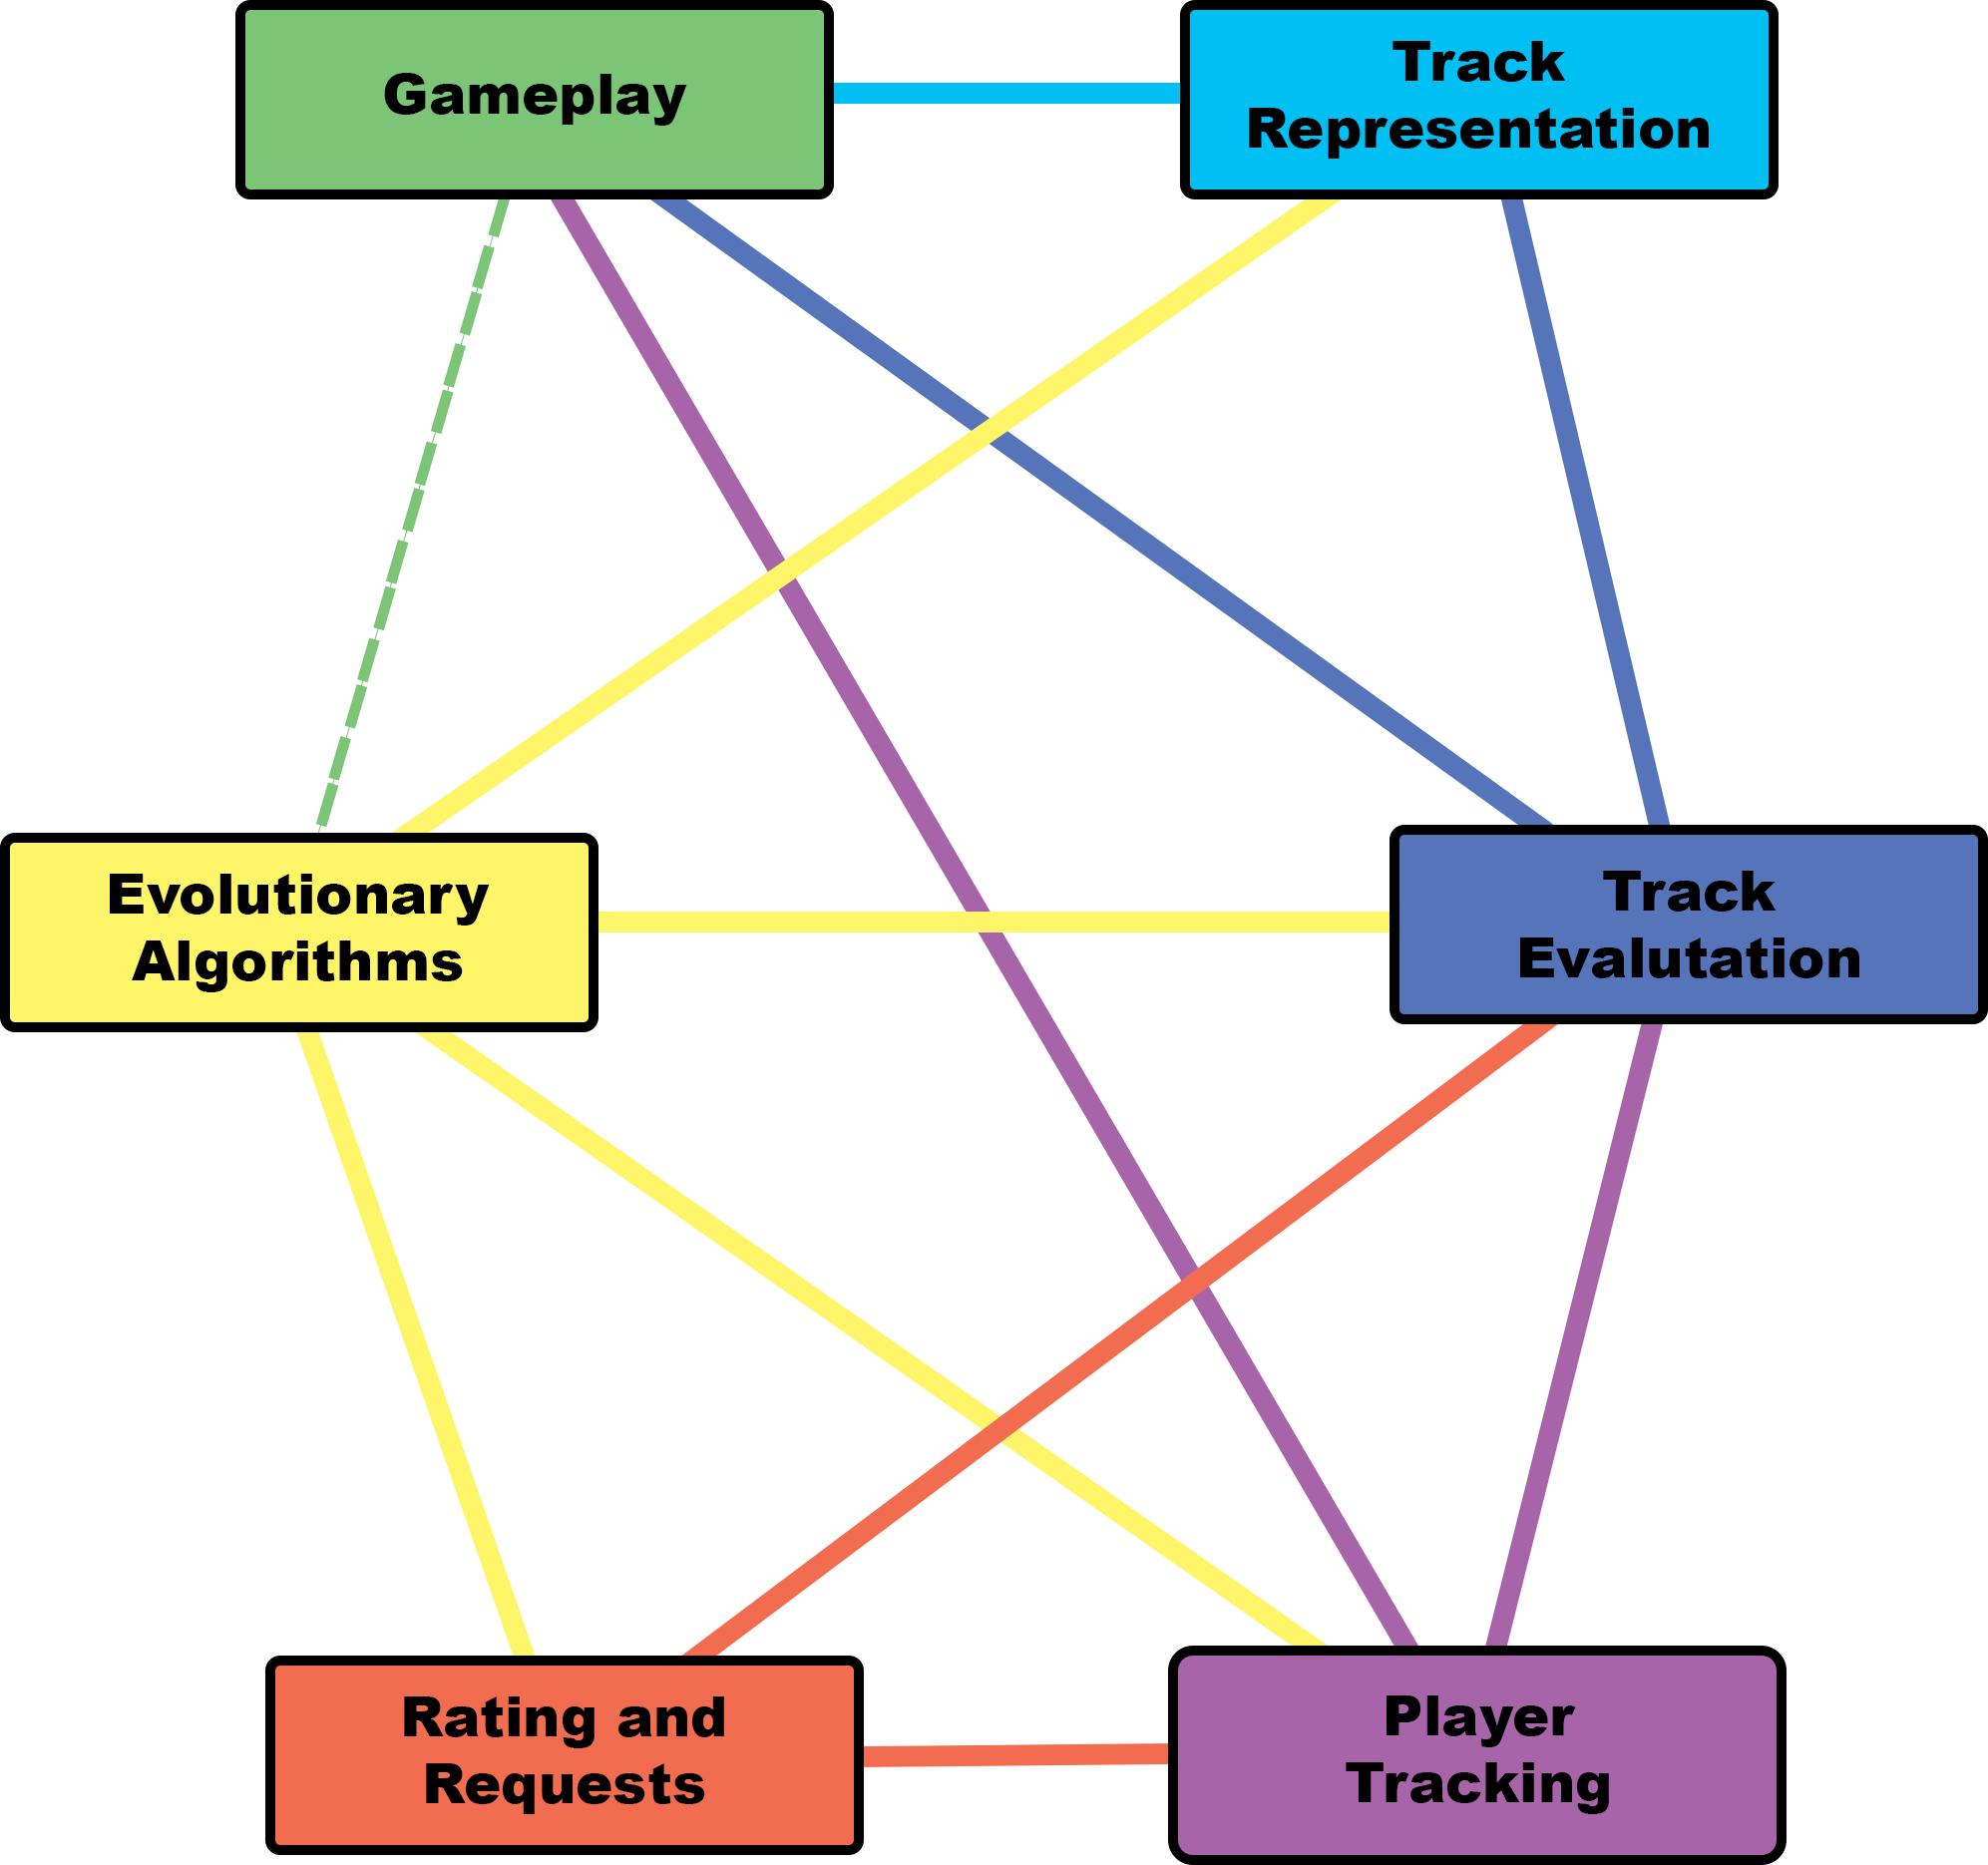 Gameplay
Track
Representation
Evolutionary
Algorithms
Track
Evalutation
Rating and
Requests
Player
Tracking